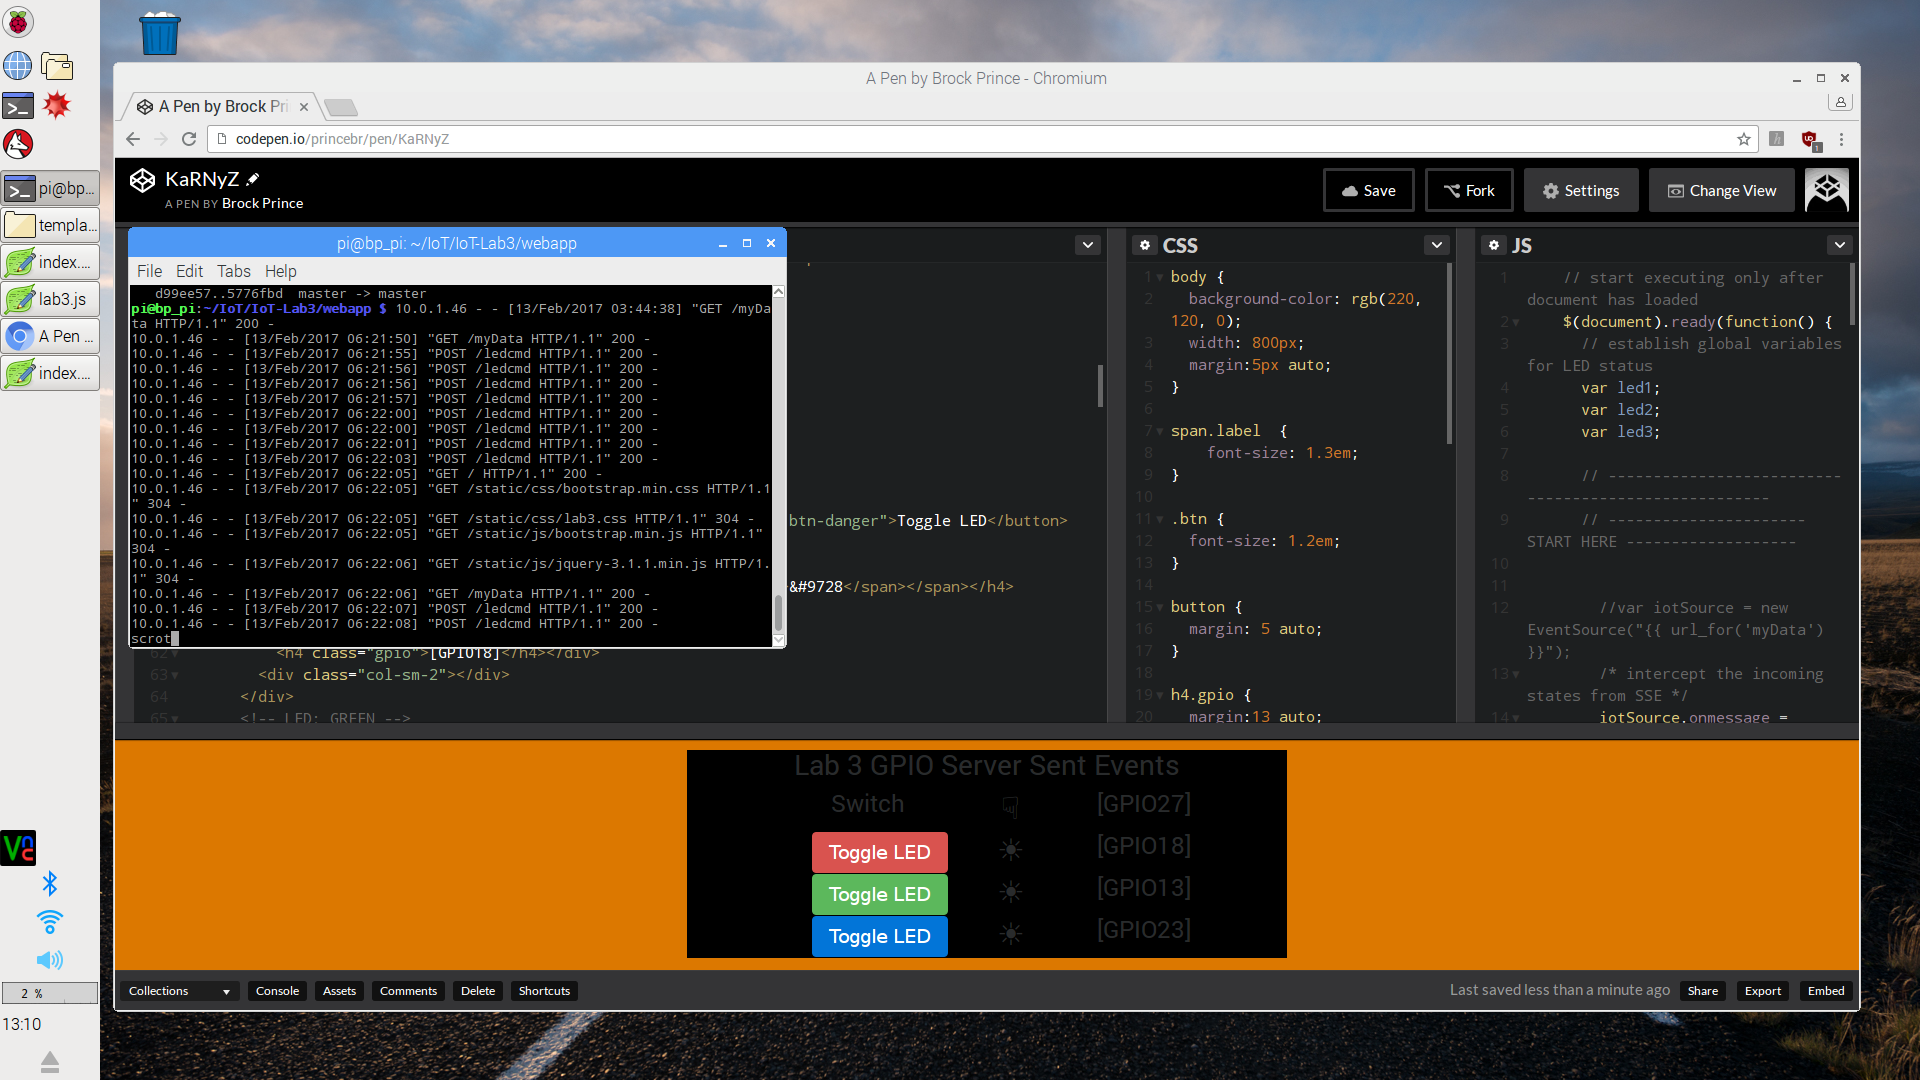 A Pen by Brock Prince - Chromium
A Pen by Brock Pri
codepen.io/princebr/pen/KaRNyZ
KaRNyZ
A PEN BY Brock Prince
Save
Fork
Settings
Change View
pi@bp...
templa...
index....
lab3.js
A Pen ...
index....
pi@bp_pi: ~/IoT/IoT-Lab3/webapp
File Edit Tabs Help
d99ee57..5776fbd  master -> master
pi@bp_pi:~/IoT/IoT-Lab3/webapp $ 10.0.1.46 - - [13/Feb/2017 03:44:38] "GET /myDa
ta HTTP/1.1" 200 -
10.0.1.46 - - [13/Feb/2017 06:21:50] "GET /myData HTTP/1.1" 200 -
10.0.1.46 - - [13/Feb/2017 06:21:55] "POST /ledcmd HTTP/1.1" 200 -
10.0.1.46 - - [13/Feb/2017 06:21:56] "POST /ledcmd HTTP/1.1" 200 -
10.0.1.46 - - [13/Feb/2017 06:21:56] "POST /ledcmd HTTP/1.1" 200 -
10.0.1.46 - - [13/Feb/2017 06:21:57] "POST /ledcmd HTTP/1.1" 200 -
10.0.1.46 - - [13/Feb/2017 06:22:00] "POST /ledcmd HTTP/1.1" 200 -
10.0.1.46 - - [13/Feb/2017 06:22:00] "POST /ledcmd HTTP/1.1" 200 -
10.0.1.46 - - [13/Feb/2017 06:22:01] "POST /ledcmd HTTP/1.1" 200 -
10.0.1.46 - - [13/Feb/2017 06:22:03] "POST /ledcmd HTTP/1.1" 200 -
10.0.1.46 - - [13/Feb/2017 06:22:05] "GET / HTTP/1.1" 200 -
10.0.1.46 - - [13/Feb/2017 06:22:05] "GET /static/css/bootstrap.min.css HTTP/1.1
" 304 -
10.0.1.46 - - [13/Feb/2017 06:22:05] "GET /static/css/lab3.css HTTP/1.1" 304 -
10.0.1.46 - - [13/Feb/2017 06:22:05] "GET /static/js/bootstrap.min.js HTTP/1.1"
304 -
10.0.1.46 - - [13/Feb/2017 06:22:06] "GET /static/js/jquery-3.1.1.min.js HTTP/1.
1" 304 -
10.0.1.46 - - [13/Feb/2017 06:22:06] "GET /myData HTTP/1.1" 200 -
10.0.1.46 - - [13/Feb/2017 06:22:07] "POST /ledcmd HTTP/1.1" 200 -
10.0.1.46 - - [13/Feb/2017 06:22:08] "POST /ledcmd HTTP/1.1" 200 -
scrot
btn-danger">Toggle LED</button>
&#9728</span></span></h4>
62 <h4 class="gpio">[GPIO18]</h4></div>
63 <div class="col-sm-2"></div>
64 </div>
65 <!-- LED: GREEN -->
CSS
1 body {
2 background-color: rgb(220,
120, 0);
3 width: 800px;
4 margin:5px auto;
5 }
6
7 span.label  {
8 font-size: 1.3em;
9 }
10
11 .btn {
12 font-size: 1.2em;
13 }
14
15 button {
16 margin: 5 auto;
17 }
18
19 h4.gpio {
20 margin:13 auto;
JS
1 // start executing only after
document has loaded
2 $(document).ready(function() {
3 // establish global variables
for LED status
4 var led1;
5 var led2;
6 var led3;
7
8 // --------------------------
---------------------------
9 // ----------------------
START HERE -------------------
10
11
12 //var iotSource = new
EventSource("{{ url_for('myData')
}}");
13 /* intercept the incoming
states from SSE */
14 iotSource.onmessage =
Lab 3 GPIO Server Sent Events
Switch ☟ [GPIO27]
Toggle LED ☀ [GPIO18]
Toggle LED ☀ [GPIO13]
Toggle LED ☀ [GPIO23]
Collections
Console
Assets
Comments
Delete
Shortcuts
Last saved less than a minute ago
Share
Export
Embed
2 %
13:10